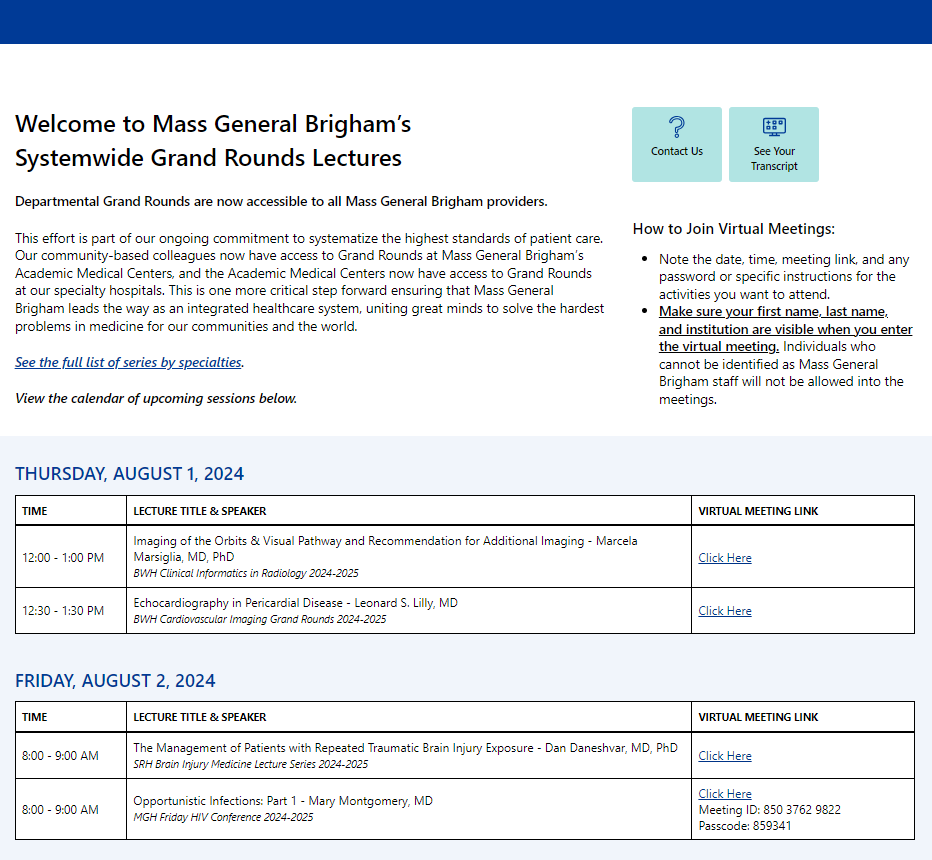 Welcome to Mass General Brigham's
Systemwide Grand Rounds Lectures
Departmental Grand Rounds are now accessible to all Mass General Brigham providers.
This effort is part of our ongoing commitment to systematize the highest standards of patient care.
Our community-based colleagues now have access to Grand Rounds at Mass General Brigham's
Academic Medical Centers, and the Academic Medical Centers now have access to Grand Rounds
at our specialty hospitals. This is one more critical step forward ensuring that Mass General
Brigham leads the way as an integrated healthcare system, uniting great minds to solve the hardest
problems in medicine for our communities and the world.
See the full list of series by specialties.
View the calendar of upcoming sessions below.
Contact Us
See Your
Transcript
How to Join Virtual Meetings:
• Note the date, time, meeting link, and any
password or specific instructions for the
activities you want to attend.
• Make sure your first name, last name,
and institution are visible when you enter
the virtual meeting. Individuals who
cannot be identified as Mass General
Brigham staff will not be allowed into the
meetings.
THURSDAY, AUGUST 1, 2024
TIME LECTURE TITLE & SPEAKER VIRTUAL MEETING LINK
12:00 - 1:00 PM
Imaging of the Orbits & Visual Pathway and Recommendation for Additional Imaging - Marcela
Marsiglia, MD, PhD
BWH Clinical Informatics in Radiology 2024-2025
Click Here
12:30 - 1:30 PM
Echocardiography in Pericardial Disease - Leonard S. Lilly, MD
BWH Cardiovascular Imaging Grand Rounds 2024-2025
Click Here
FRIDAY, AUGUST 2, 2024
TIME LECTURE TITLE & SPEAKER VIRTUAL MEETING LINK
8:00 - 9:00 AM
The Management of Patients with Repeated Traumatic Brain Injury Exposure - Dan Daneshvar, MD, PhD
SRH Brain Injury Medicine Lecture Series 2024-2025
Click Here
8:00 - 9:00 AM
Opportunistic Infections: Part 1 - Mary Montgomery, MD
MGH Friday HIV Conference 2024-2025
Click Here
Meeting ID: 850 3762 9822
Passcode: 859341